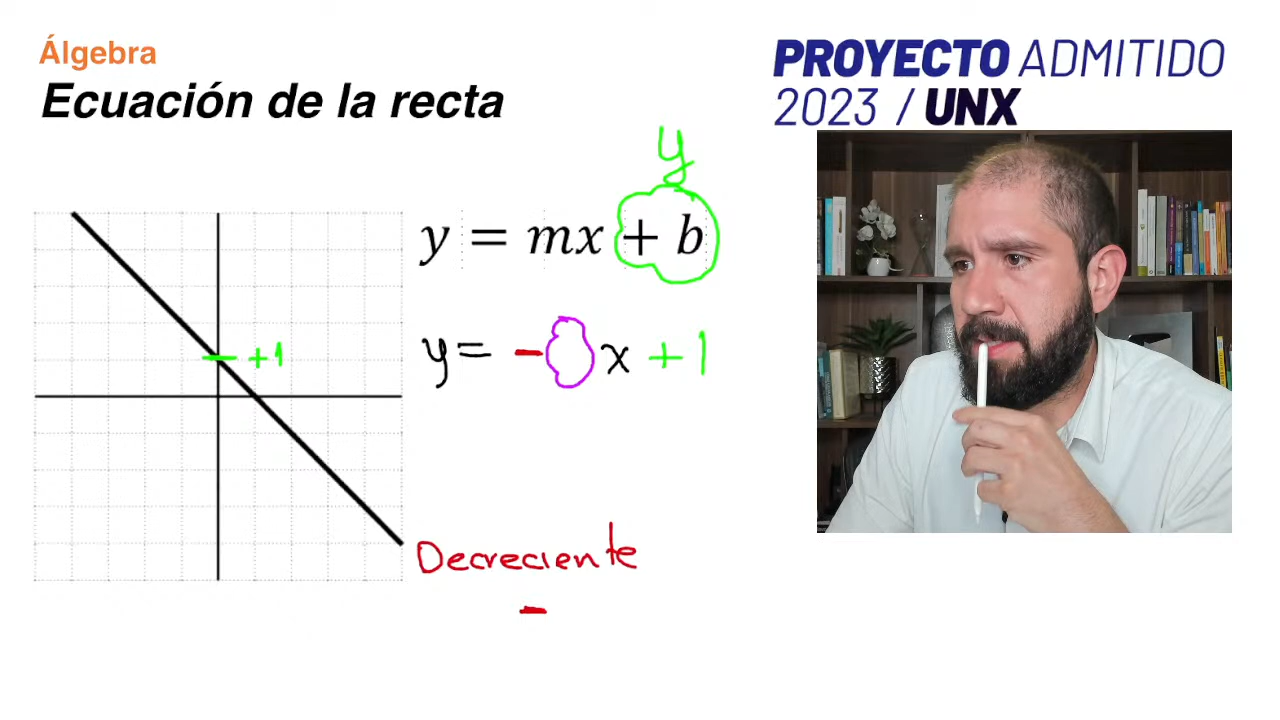 Álgebra
Ecuación de la recta
PROYECTO ADMITIDO
2023 / UNX
y
y = mx + b
y = - x + 1
+1
Decreciente
-